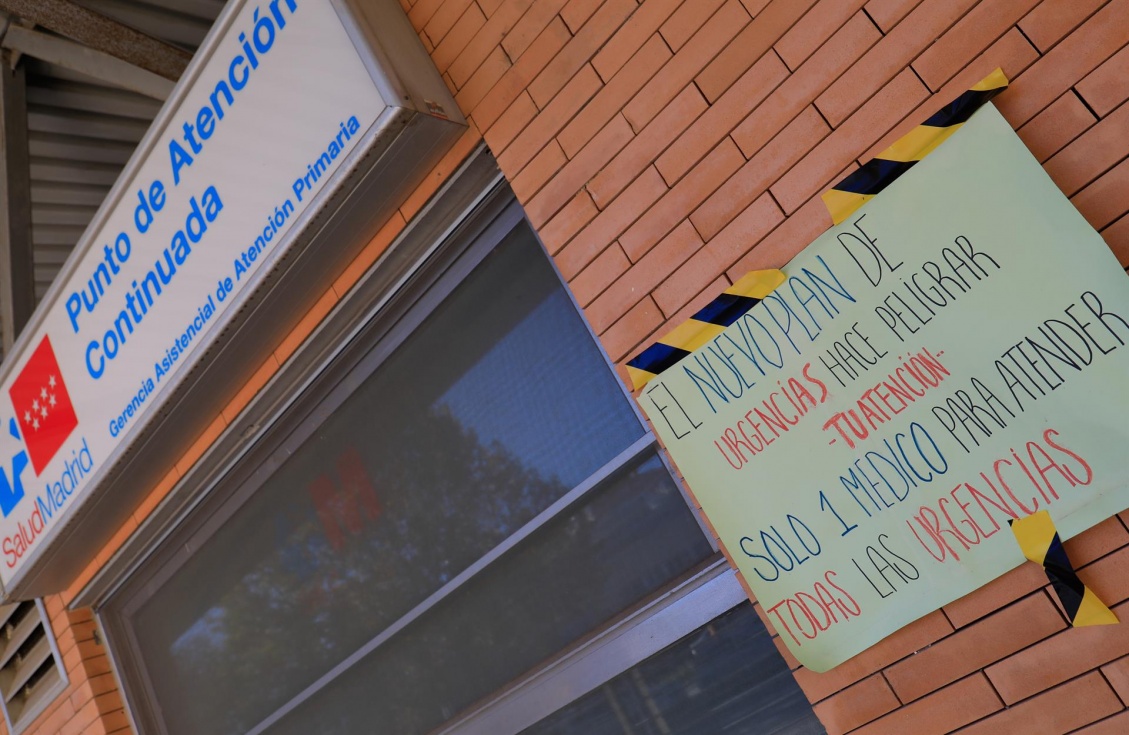 Punto de Atención
Continuada
Gerencia Asistencial de Atención Primaria
SaludMadrid
EL NUEVO PLAN DE
URGENCIAS HACE PELIGRAR
-TU ATENCIÓN-
SOLO 1 MEDICO PARA ATENDER
TODAS LAS URGENCIAS